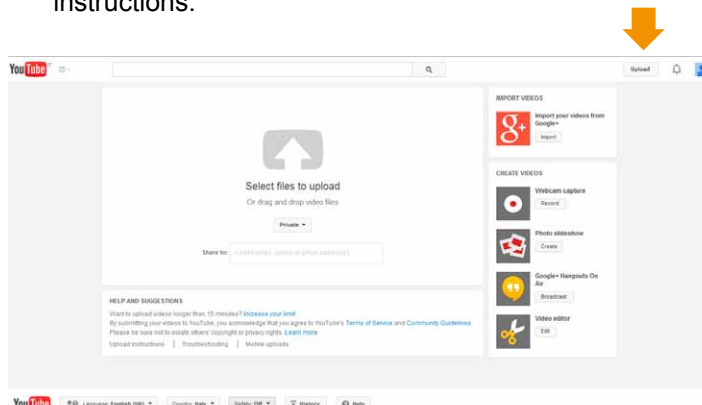 instructions.
YouTube
Upload
Select files to upload
Or drag and drop video files
Private
Share to:
IMPORT VIDEOS
Import your videos from
Google+
Import
CREATE VIDEOS
Webcam capture
Record
Photo slideshow
Create
Google+ Hangouts On
Air
Broadcast
Video editor
Edit
HELP AND SUGGESTIONS
Want to upload videos longer than 15 minutes? Increase your limit
By submitting your videos to YouTube, you acknowledge that you agree to YouTube's Terms of Service and Community Guidelines.
Please be sure not to violate others' copyright or privacy rights. Learn more
Upload instructions | Troubleshooting | Mobile uploads
YouTube
Language: English (UK)
Country: Italy
Safety: Off
History
Help